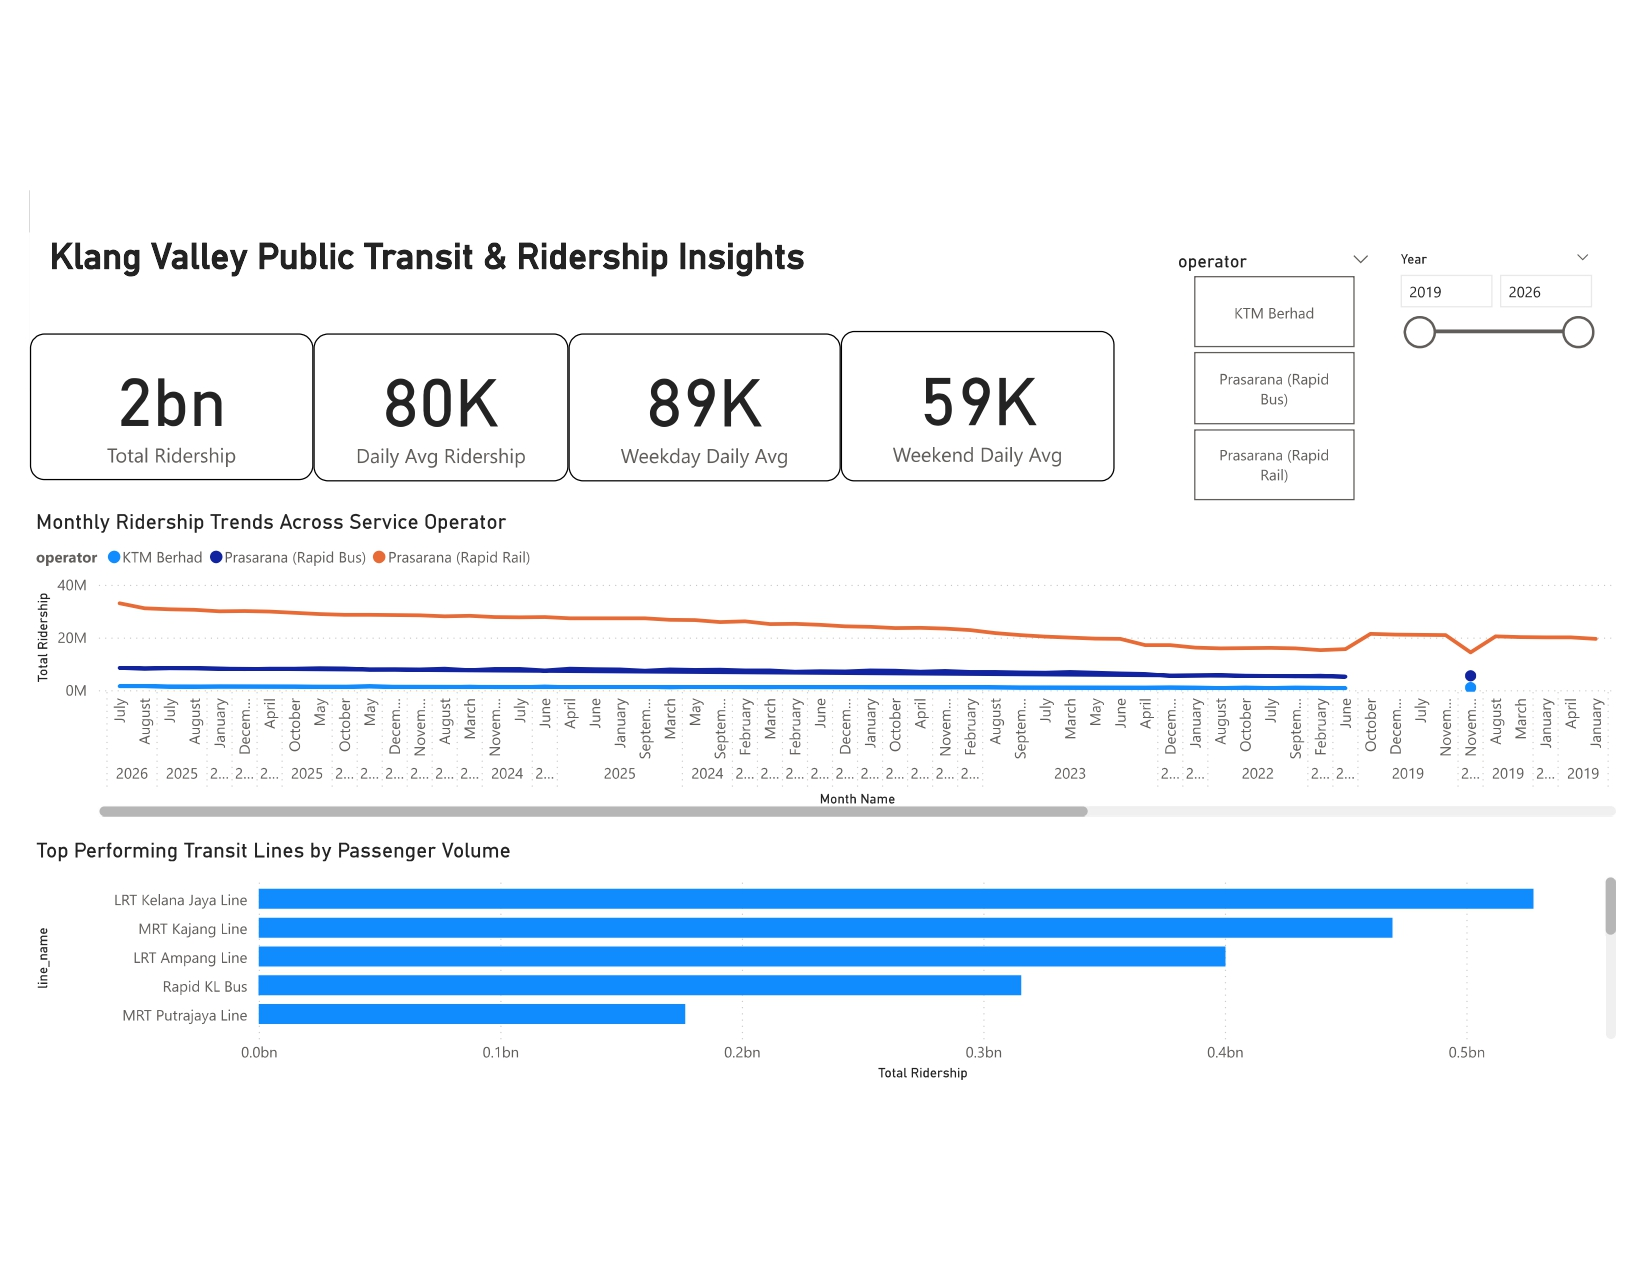 Klang Valley Public Transit & Ridership Insights
operator
Year
2019 2026
KTM Berhad
Prasarana (Rapid
Bus)
Prasarana (Rapid
Rail)
2bn 80K 89K 59K
Total Ridership Daily Avg Ridership Weekday Daily Avg Weekend Daily Avg
Monthly Ridership Trends Across Service Operator
operator KTM Berhad Prasarana (Rapid Bus) Prasarana (Rapid Rail)
Total Ridership
40M
20M
0M
July August July August January Decem... April October May October May Decem... Novem... August March Novem... July June April June January Septem... March May Septem... February March February June Decem... January October April Novem... February August Septem... July March May June April Decem... January August October July Septem... February June October Decem... July Novem... Novem... August March January April January
2026 2025 2... 2... 2... 2025 2... 2... 2... 2... 2... 2... 2024 2... 2025 2024 2... 2... 2... 2... 2... 2... 2... 2... 2... 2... 2023 2... 2... 2022 2... 2... 2019 2... 2019 2... 2019
Month Name
Top Performing Transit Lines by Passenger Volume
line_name
LRT Kelana Jaya Line
MRT Kajang Line
LRT Ampang Line
Rapid KL Bus
MRT Putrajaya Line
0.0bn 0.1bn 0.2bn 0.3bn 0.4bn 0.5bn
Total Ridership